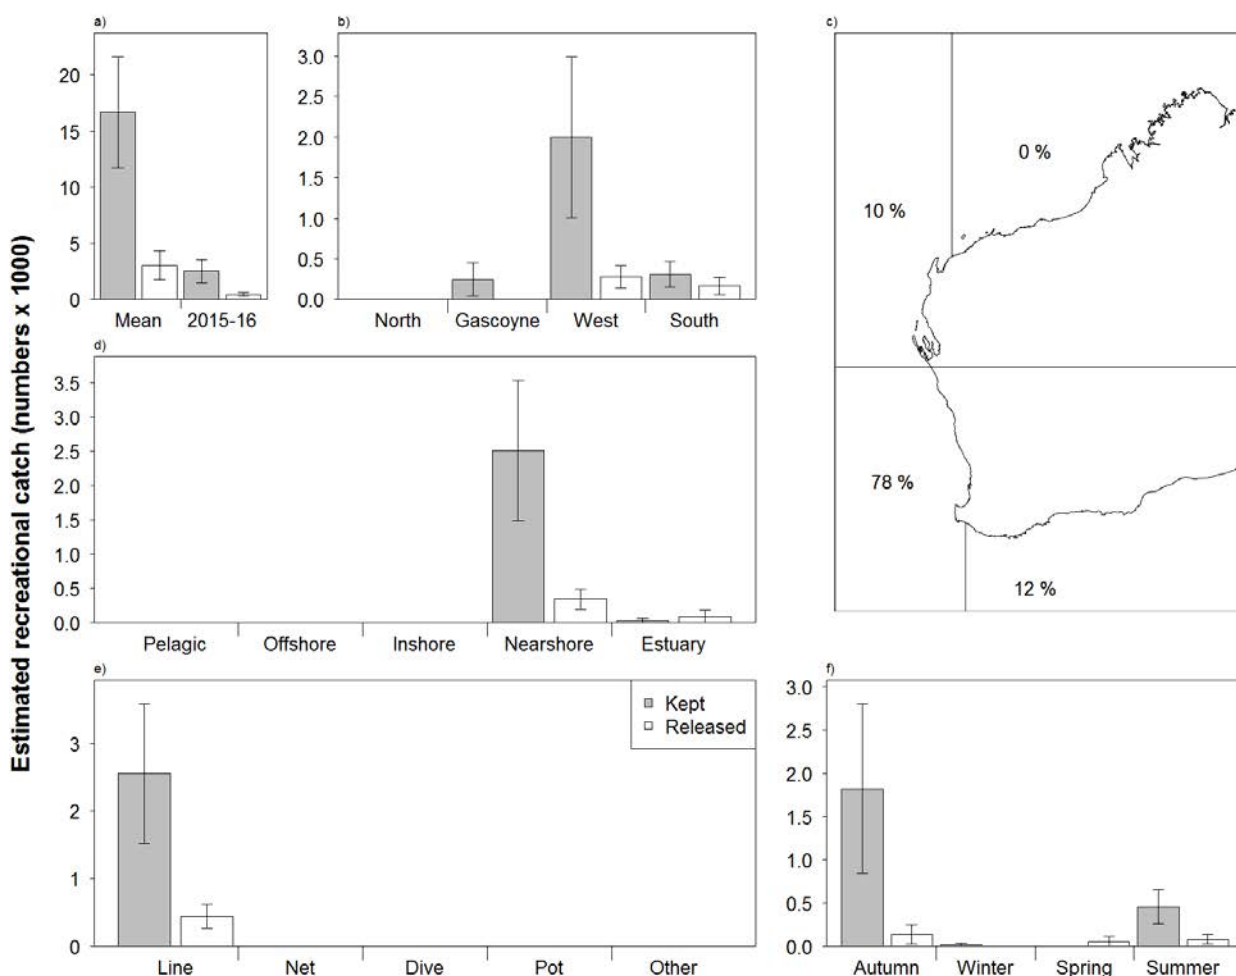 Estimated recreational catch (numbers x 1000)
a)
20
15
10
5
0
Mean
2015-16
b)
3.0
2.5
2.0
1.5
1.0
0.5
0.0
North
Gascoyne
West
South
c)
0 %
10 %
78 %
12 %
d)
3.5
3.0
2.5
2.0
1.5
1.0
0.5
0.0
Pelagic
Offshore
Inshore
Nearshore
Estuary
e)
3
2
1
0
Kept
Released
Line
Net
Dive
Pot
Other
f)
3.0
2.5
2.0
1.5
1.0
0.5
0.0
Autumn
Winter
Spring
Summer